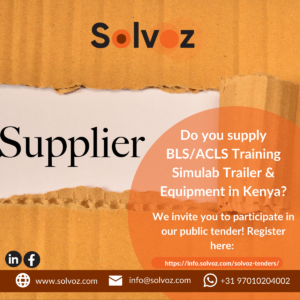 Solvoz
Supplier
Do you supply
BLS/ACLS Training
Simulab Trailer &
Equipment in Kenya?
We invite you to participate in
our public tender! Register
here:
https://info.solvoz.com/solvoz-tenders/
www.solvoz.com
info@solvoz.com
+31 97010204002